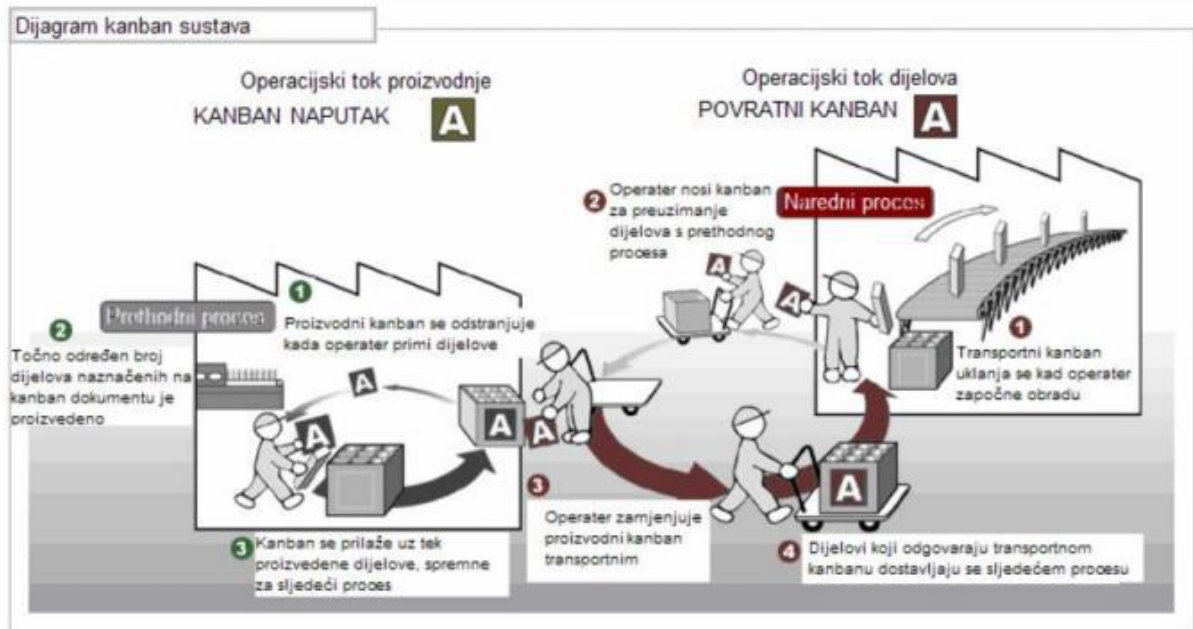 Dijagram kanban sustava
Operacijski tok proizvodnje
KANBAN NAPUTAK A
Operacijski tok dijelova
POVRATNI KANBAN A
2 Operater nosi kanban
za preuzimanje
dijelova s prethodnog
procesa
Naredni proces
A
A
1
Transportni kanban
uklanja se kad operater
započne obradu
Prethodni proces
1
Proizvodni kanban se odstranjuje
kada operater primi dijelove
2
Točno određen broj
dijelova naznačenih na
kanban dokumentu je
proizvedeno
A
A
A
A
3 Kanban se prilaže uz tek
proizvedene dijelove, spremne
za sljedeći proces
3
Operater zamjenjuje
proizvodni kanban
transportnim
A
4 Dijelovi koji odgovaraju transportnom
kanbanu dostavljaju se sljedećem procesu